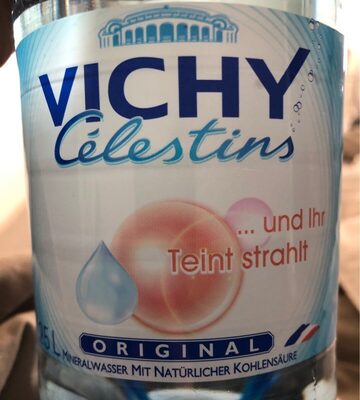 VICHY
Célestins
... und Ihr
Teint strahlt
ORIGINAL
MINERALWASSER MIT NATÜRLICHER KOHLENSÄURE